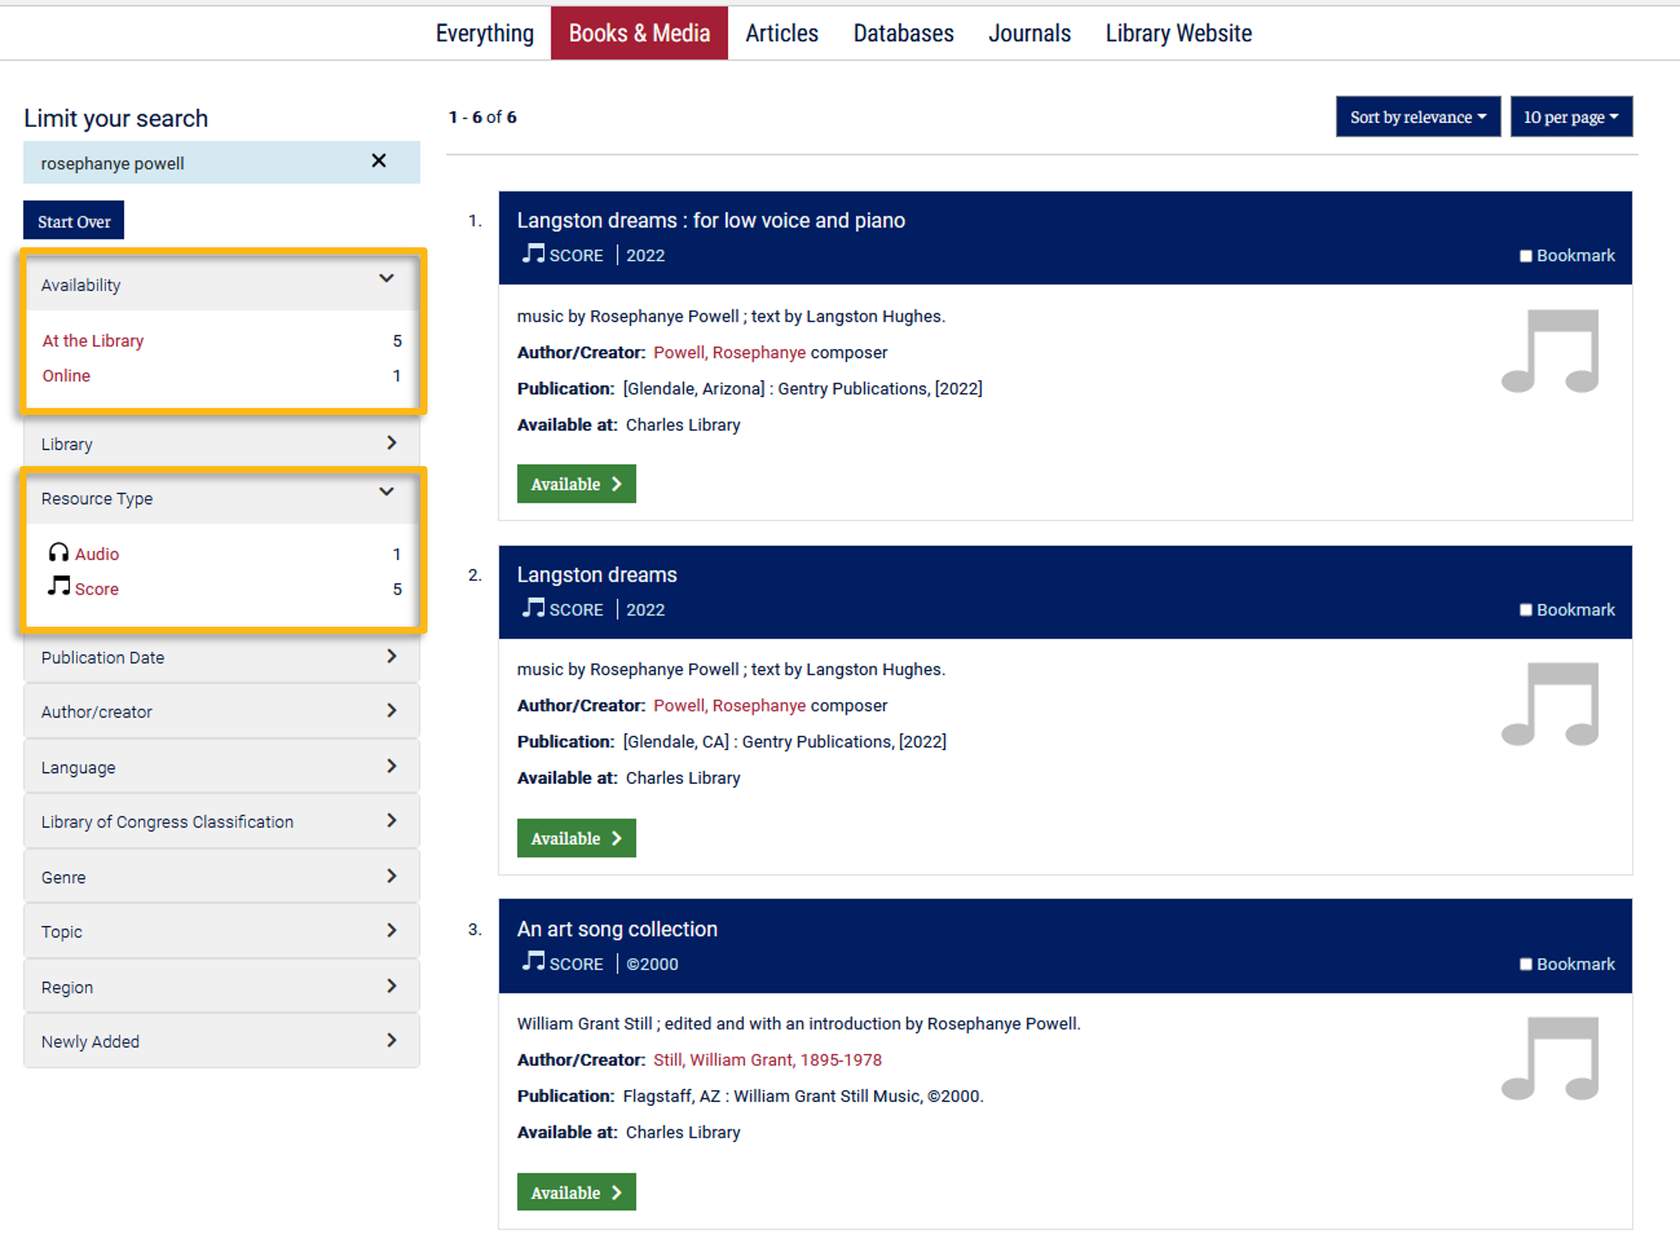 Everything Books & Media Articles Databases Journals Library Website
Limit your search
rosephanye powell
Start Over
Availability
At the Library 5
Online 1
Library
Resource Type
Audio 1
Score 5
Publication Date
Author/creator
Language
Library of Congress Classification
Genre
Topic
Region
Newly Added
1 - 6 of 6
Sort by relevance
10 per page
1. Langston dreams : for low voice and piano
SCORE | 2022
Bookmark
music by Rosephanye Powell ; text by Langston Hughes.
Author/Creator: Powell, Rosephanye composer
Publication: [Glendale, Arizona] : Gentry Publications, [2022]
Available at: Charles Library
Available
2. Langston dreams
SCORE | 2022
Bookmark
music by Rosephanye Powell ; text by Langston Hughes.
Author/Creator: Powell, Rosephanye composer
Publication: [Glendale, CA] : Gentry Publications, [2022]
Available at: Charles Library
Available
3. An art song collection
SCORE | ©2000
Bookmark
William Grant Still ; edited and with an introduction by Rosephanye Powell.
Author/Creator: Still, William Grant, 1895-1978
Publication: Flagstaff, AZ : William Grant Still Music, ©2000.
Available at: Charles Library
Available